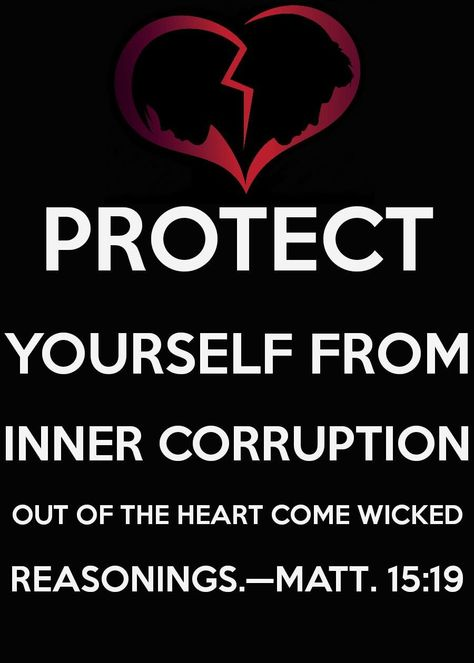 PROTECT
YOURSELF FROM
INNER CORRUPTION
OUT OF THE HEART COME WICKED
REASONINGS.—MATT. 15:19